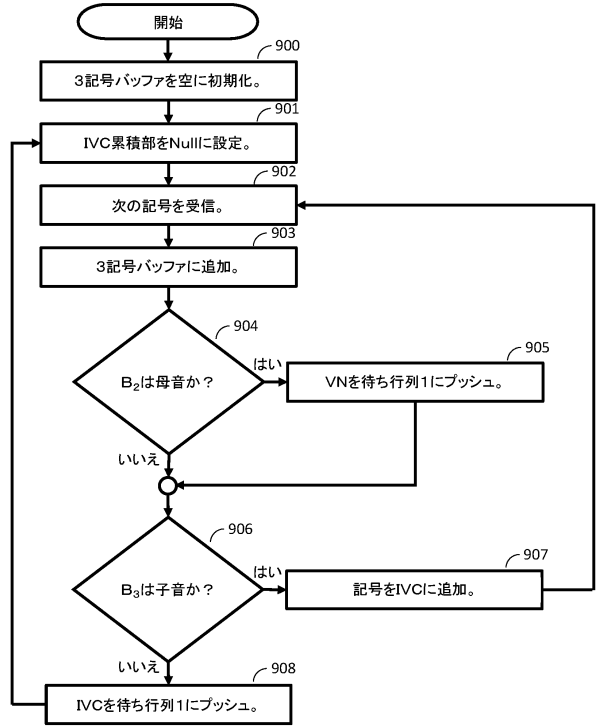 開始
900
3記号バッファを空に初期化。
901
IVC累積部をNullに設定。
902
次の記号を受信。
903
3記号バッファに追加。
904
B₂は母音か？
はい
905
VNを待ち行列1にプッシュ。
いいえ
906
B₃は子音か？
はい
907
記号をIVCに追加。
いいえ
908
IVCを待ち行列1にプッシュ。